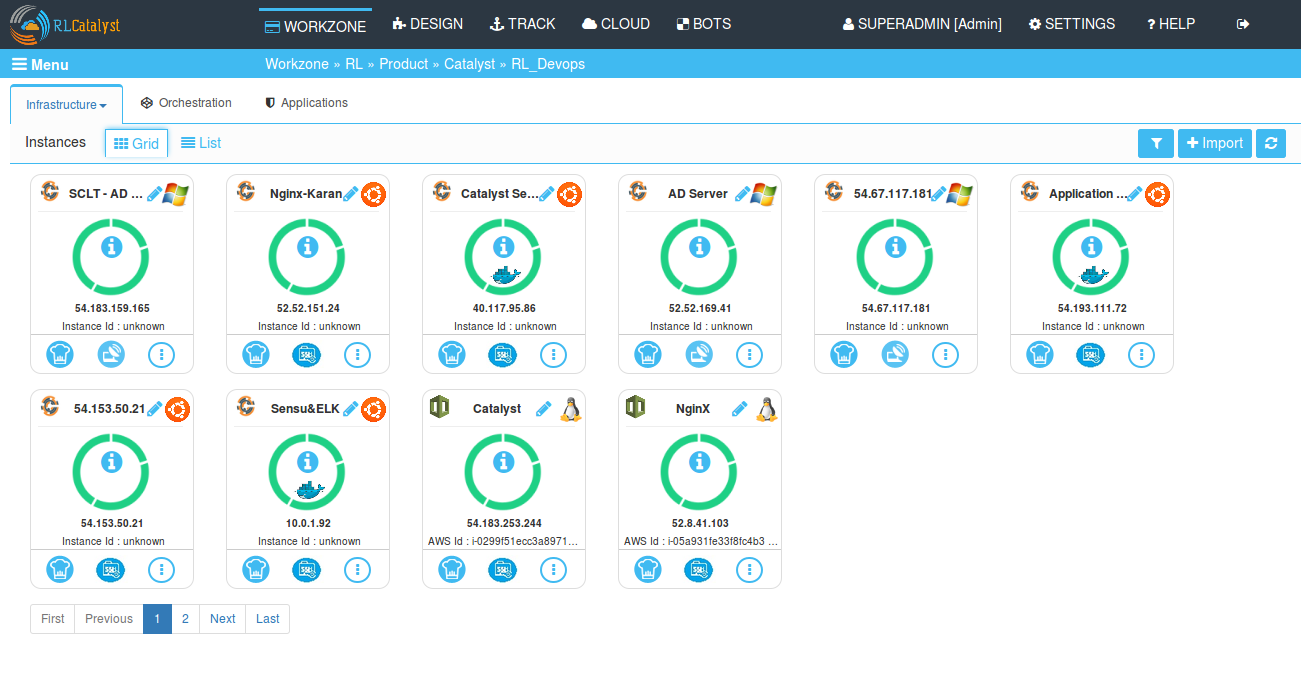 RLCatalyst
WORKZONE DESIGN TRACK CLOUD BOTS SUPERADMIN [Admin] SETTINGS ? HELP
Menu Workzone » RL » Product » Catalyst » RL_Devops
Infrastructure Orchestration Applications
Instances Grid List Import
SCLT - AD ... Nginx-Karan Catalyst Se... AD Server 54.67.117.181 Application ...
54.183.159.165 52.52.151.24 40.117.95.86 52.52.169.41 54.67.117.181 54.193.111.72
Instance Id : unknown Instance Id : unknown Instance Id : unknown Instance Id : unknown Instance Id : unknown Instance Id : unknown
54.153.50.21 Sensu&ELK Catalyst NginX
54.153.50.21 10.0.1.92 54.183.253.244 52.8.41.103
Instance Id : unknown Instance Id : unknown AWS Id : i-0299f51ecc3a8971... AWS Id : i-05a931fe33f8fc4b3 ...
First Previous 1 2 Next Last